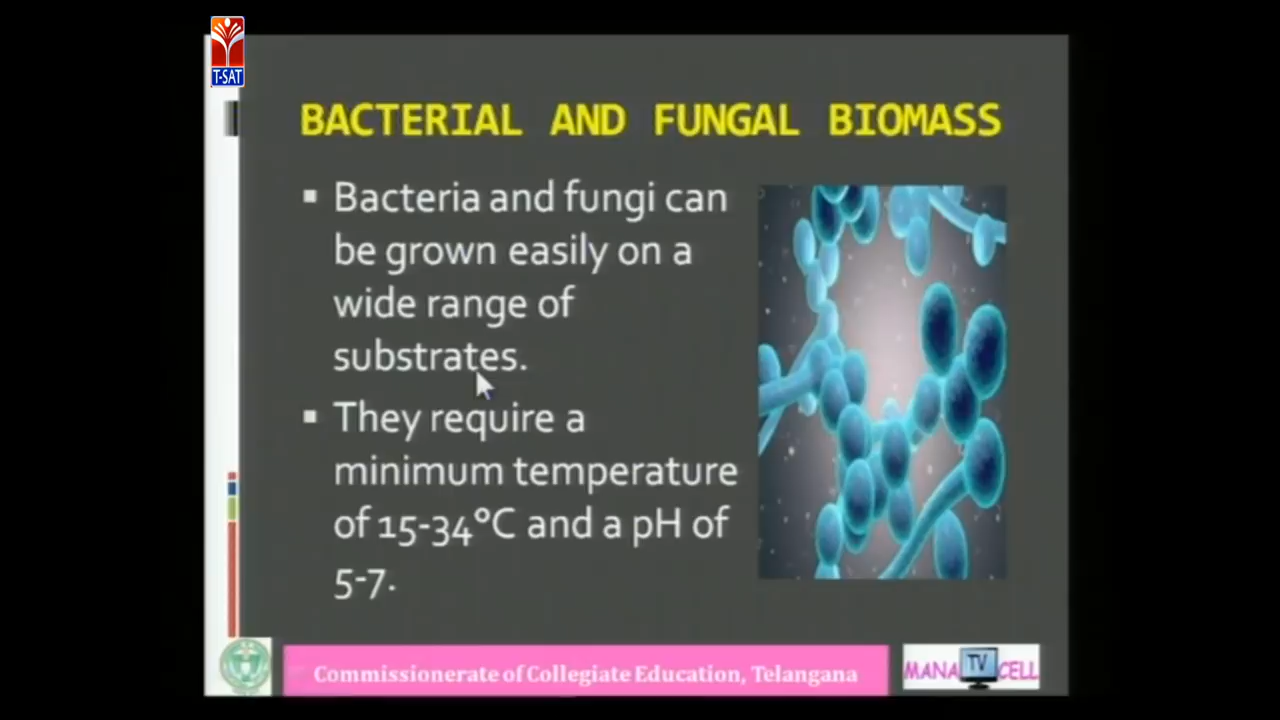 T-SAT
BACTERIAL AND FUNGAL BIOMASS
▪ Bacteria and fungi can
be grown easily on a
wide range of
substrates.
▪ They require a
minimum temperature
of 15-34°C and a pH of
5-7.
Commissionerate of Collegiate Education, Telangana
MANA TV CELL